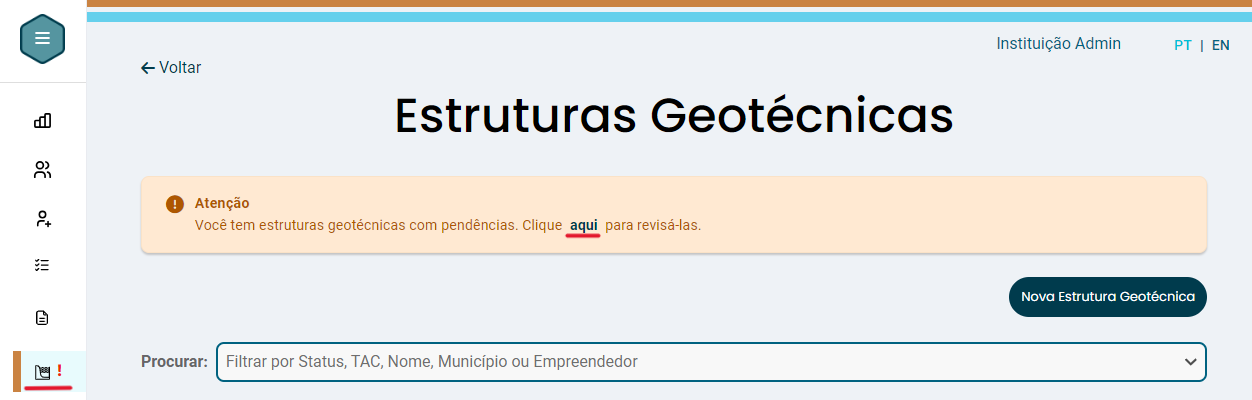 Instituição Admin
PT | EN
Voltar
Estruturas Geotécnicas
Atenção
Você tem estruturas geotécnicas com pendências. Clique aqui para revisá-las.
Nova Estrutura Geotécnica
Procurar: Filtrar por Status, TAC, Nome, Município ou Empreendedor
!